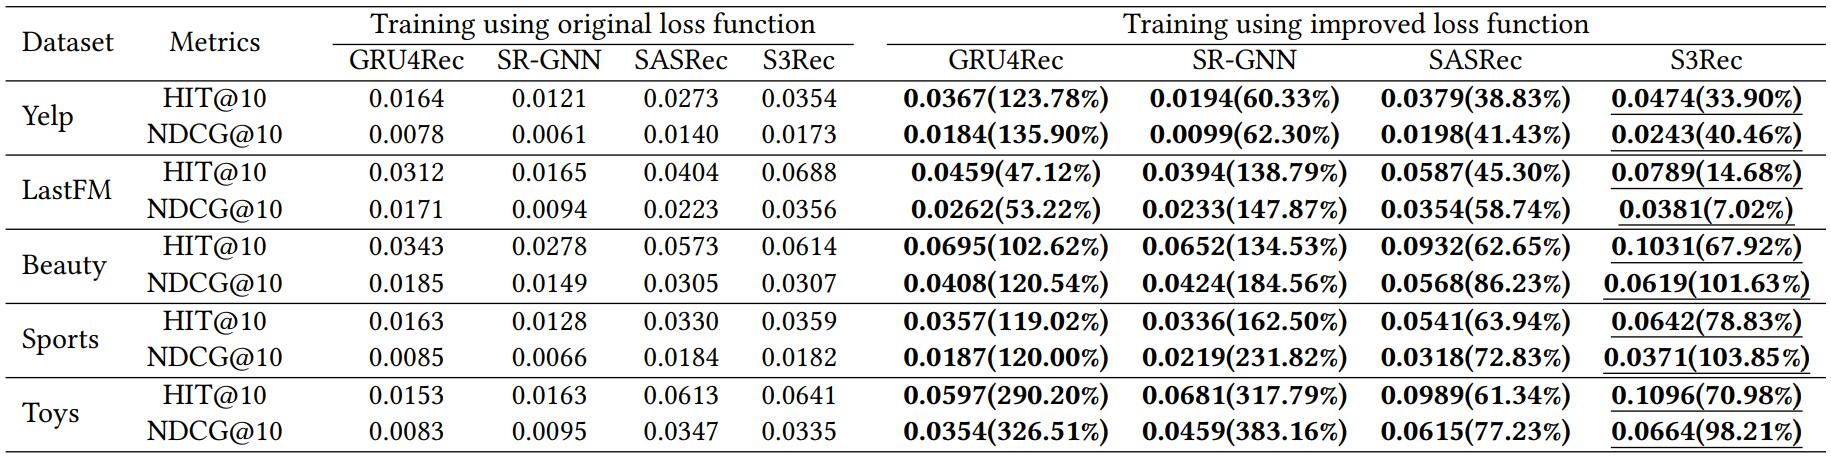 Dataset Metrics Training using original loss function Training using improved loss function
GRU4Rec SR-GNN SASRec S3Rec GRU4Rec SR-GNN SASRec S3Rec
Yelp HIT@10 0.0164 0.0121 0.0273 0.0354 0.0367(123.78%) 0.0194(60.33%) 0.0379(38.83%) 0.0474(33.90%)
NDCG@10 0.0078 0.0061 0.0140 0.0173 0.0184(135.90%) 0.0099(62.30%) 0.0198(41.43%) 0.0243(40.46%)
LastFM HIT@10 0.0312 0.0165 0.0404 0.0688 0.0459(47.12%) 0.0394(138.79%) 0.0587(45.30%) 0.0789(14.68%)
NDCG@10 0.0171 0.0094 0.0223 0.0356 0.0262(53.22%) 0.0233(147.87%) 0.0354(58.74%) 0.0381(7.02%)
Beauty HIT@10 0.0343 0.0278 0.0573 0.0614 0.0695(102.62%) 0.0652(134.53%) 0.0932(62.65%) 0.1031(67.92%)
NDCG@10 0.0185 0.0149 0.0305 0.0307 0.0408(120.54%) 0.0424(184.56%) 0.0568(86.23%) 0.0619(101.63%)
Sports HIT@10 0.0163 0.0128 0.0330 0.0359 0.0357(119.02%) 0.0336(162.50%) 0.0541(63.94%) 0.0642(78.83%)
NDCG@10 0.0085 0.0066 0.0184 0.0182 0.0187(120.00%) 0.0219(231.82%) 0.0318(72.83%) 0.0371(103.85%)
Toys HIT@10 0.0153 0.0163 0.0613 0.0641 0.0597(290.20%) 0.0681(317.79%) 0.0989(61.34%) 0.1096(70.98%)
NDCG@10 0.0083 0.0095 0.0347 0.0335 0.0354(326.51%) 0.0459(383.16%) 0.0615(77.23%) 0.0664(98.21%)